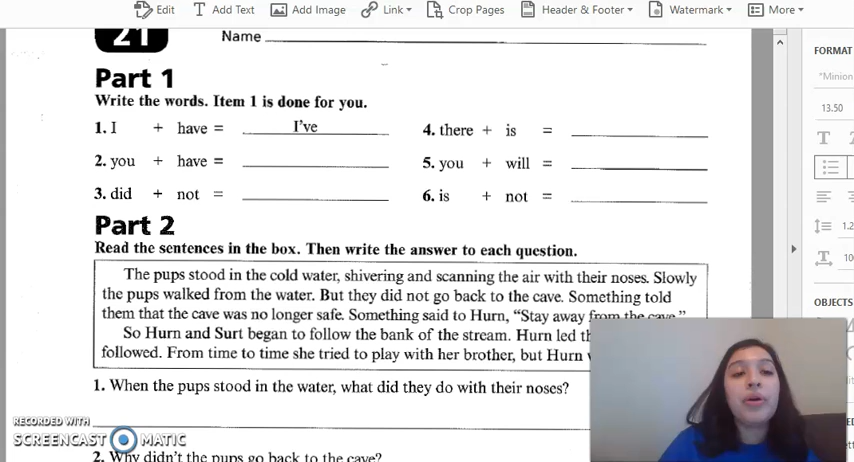 Edit Add Text Add Image Link Crop Pages Header & Footer Watermark More
21 Name
FORMAT
Part 1
"Minion
Write the words. Item 1 is done for you.
13.50
1. I + have = I've 4. there + is =
2. you + have = 5. you + will =
3. did + not = 6. is + not =
Part 2
1.2
Read the sentences in the box. Then write the answer to each question.
10
The pups stood in the cold water, shivering and scanning the air with their noses. Slowly
the pups walked from the water. But they did not go back to the cave. Something told
OBJECTS
them that the cave was no longer safe. Something said to Hurn, "Stay away from the cave."
So Hurn and Surt began to follow the bank of the stream. Hurn led
followed. From time to time she tried to play with her brother, but Hurn
1. When the pups stood in the water, what did they do with their noses?
RECORDED WITH
SCREENCAST MATIC
2. Why didn't the pups go back to the cave?